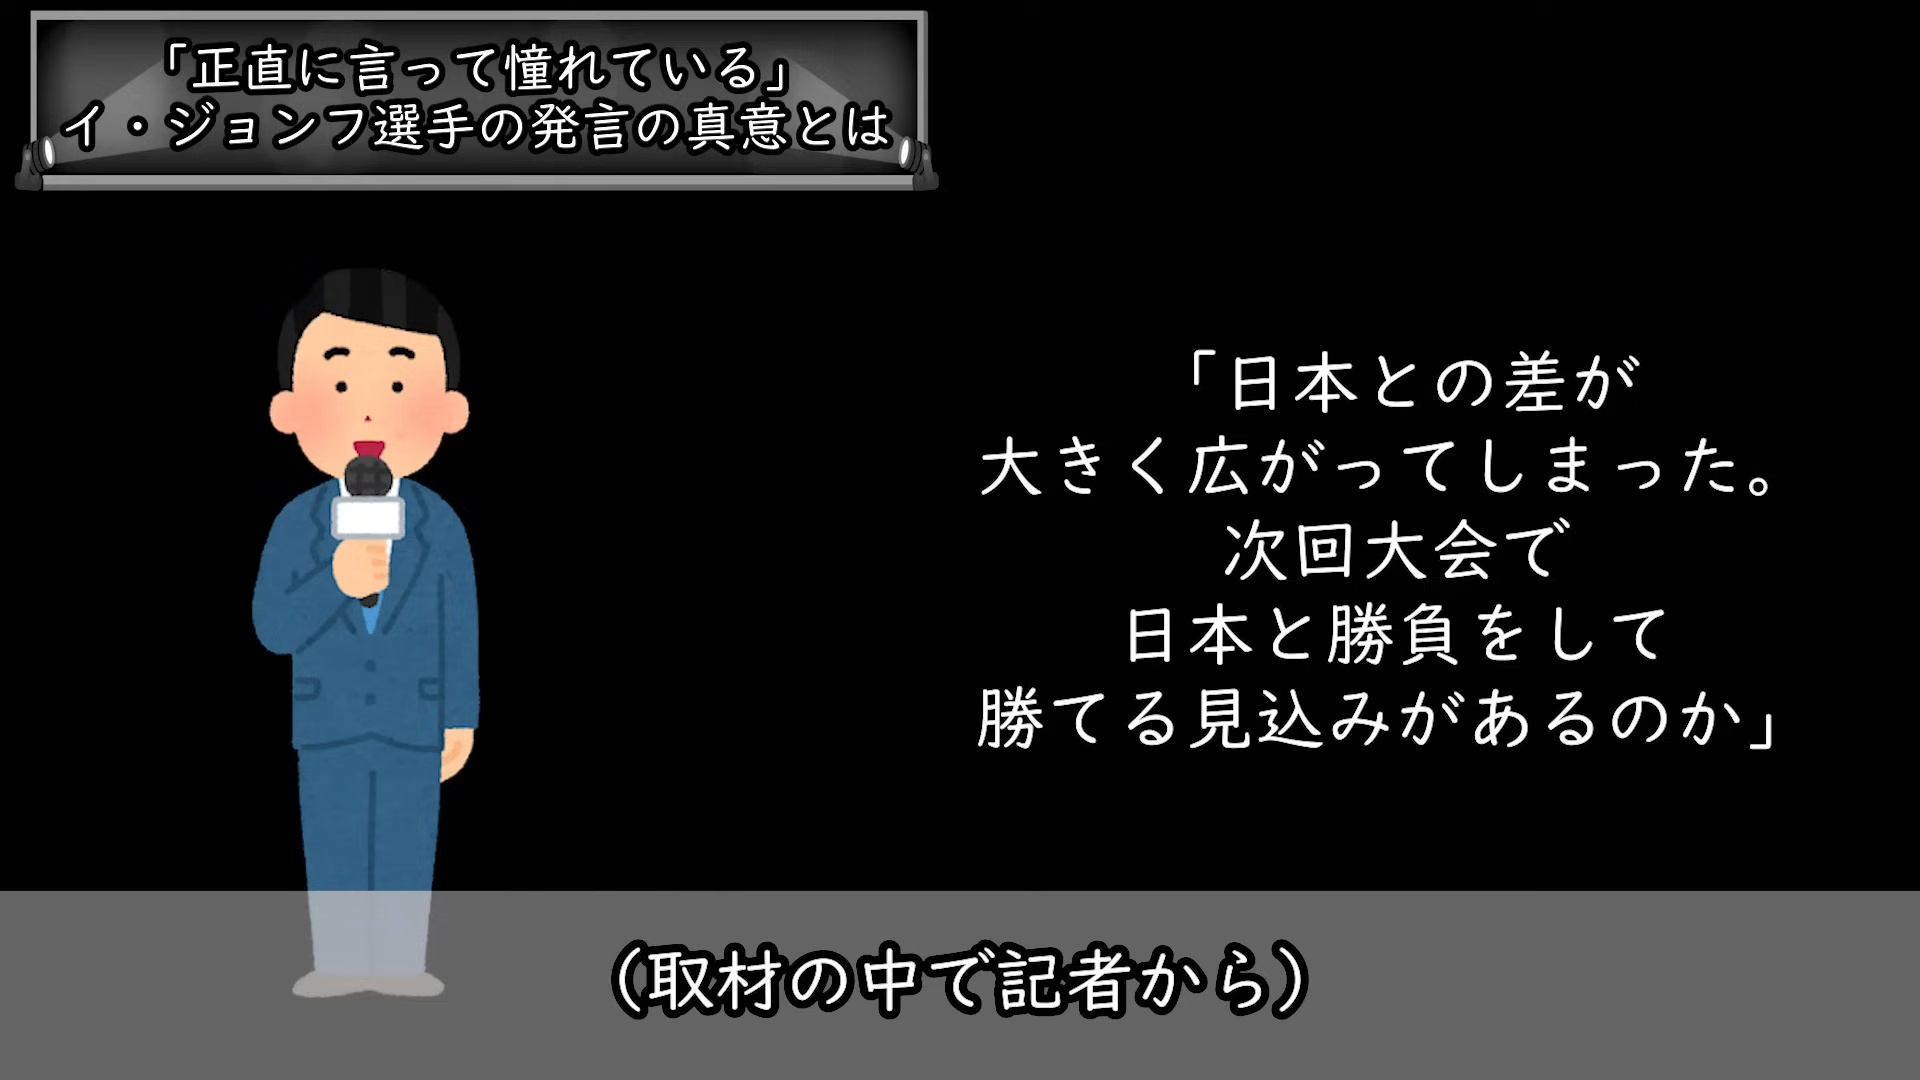 「正直に言って憧れている」
イ・ジョンフ選手の発言の真意とは
「日本との差が
大きく広がってしまった。
次回大会で
日本と勝負をして
勝てる見込みがあるのか」
（取材の中で記者から）